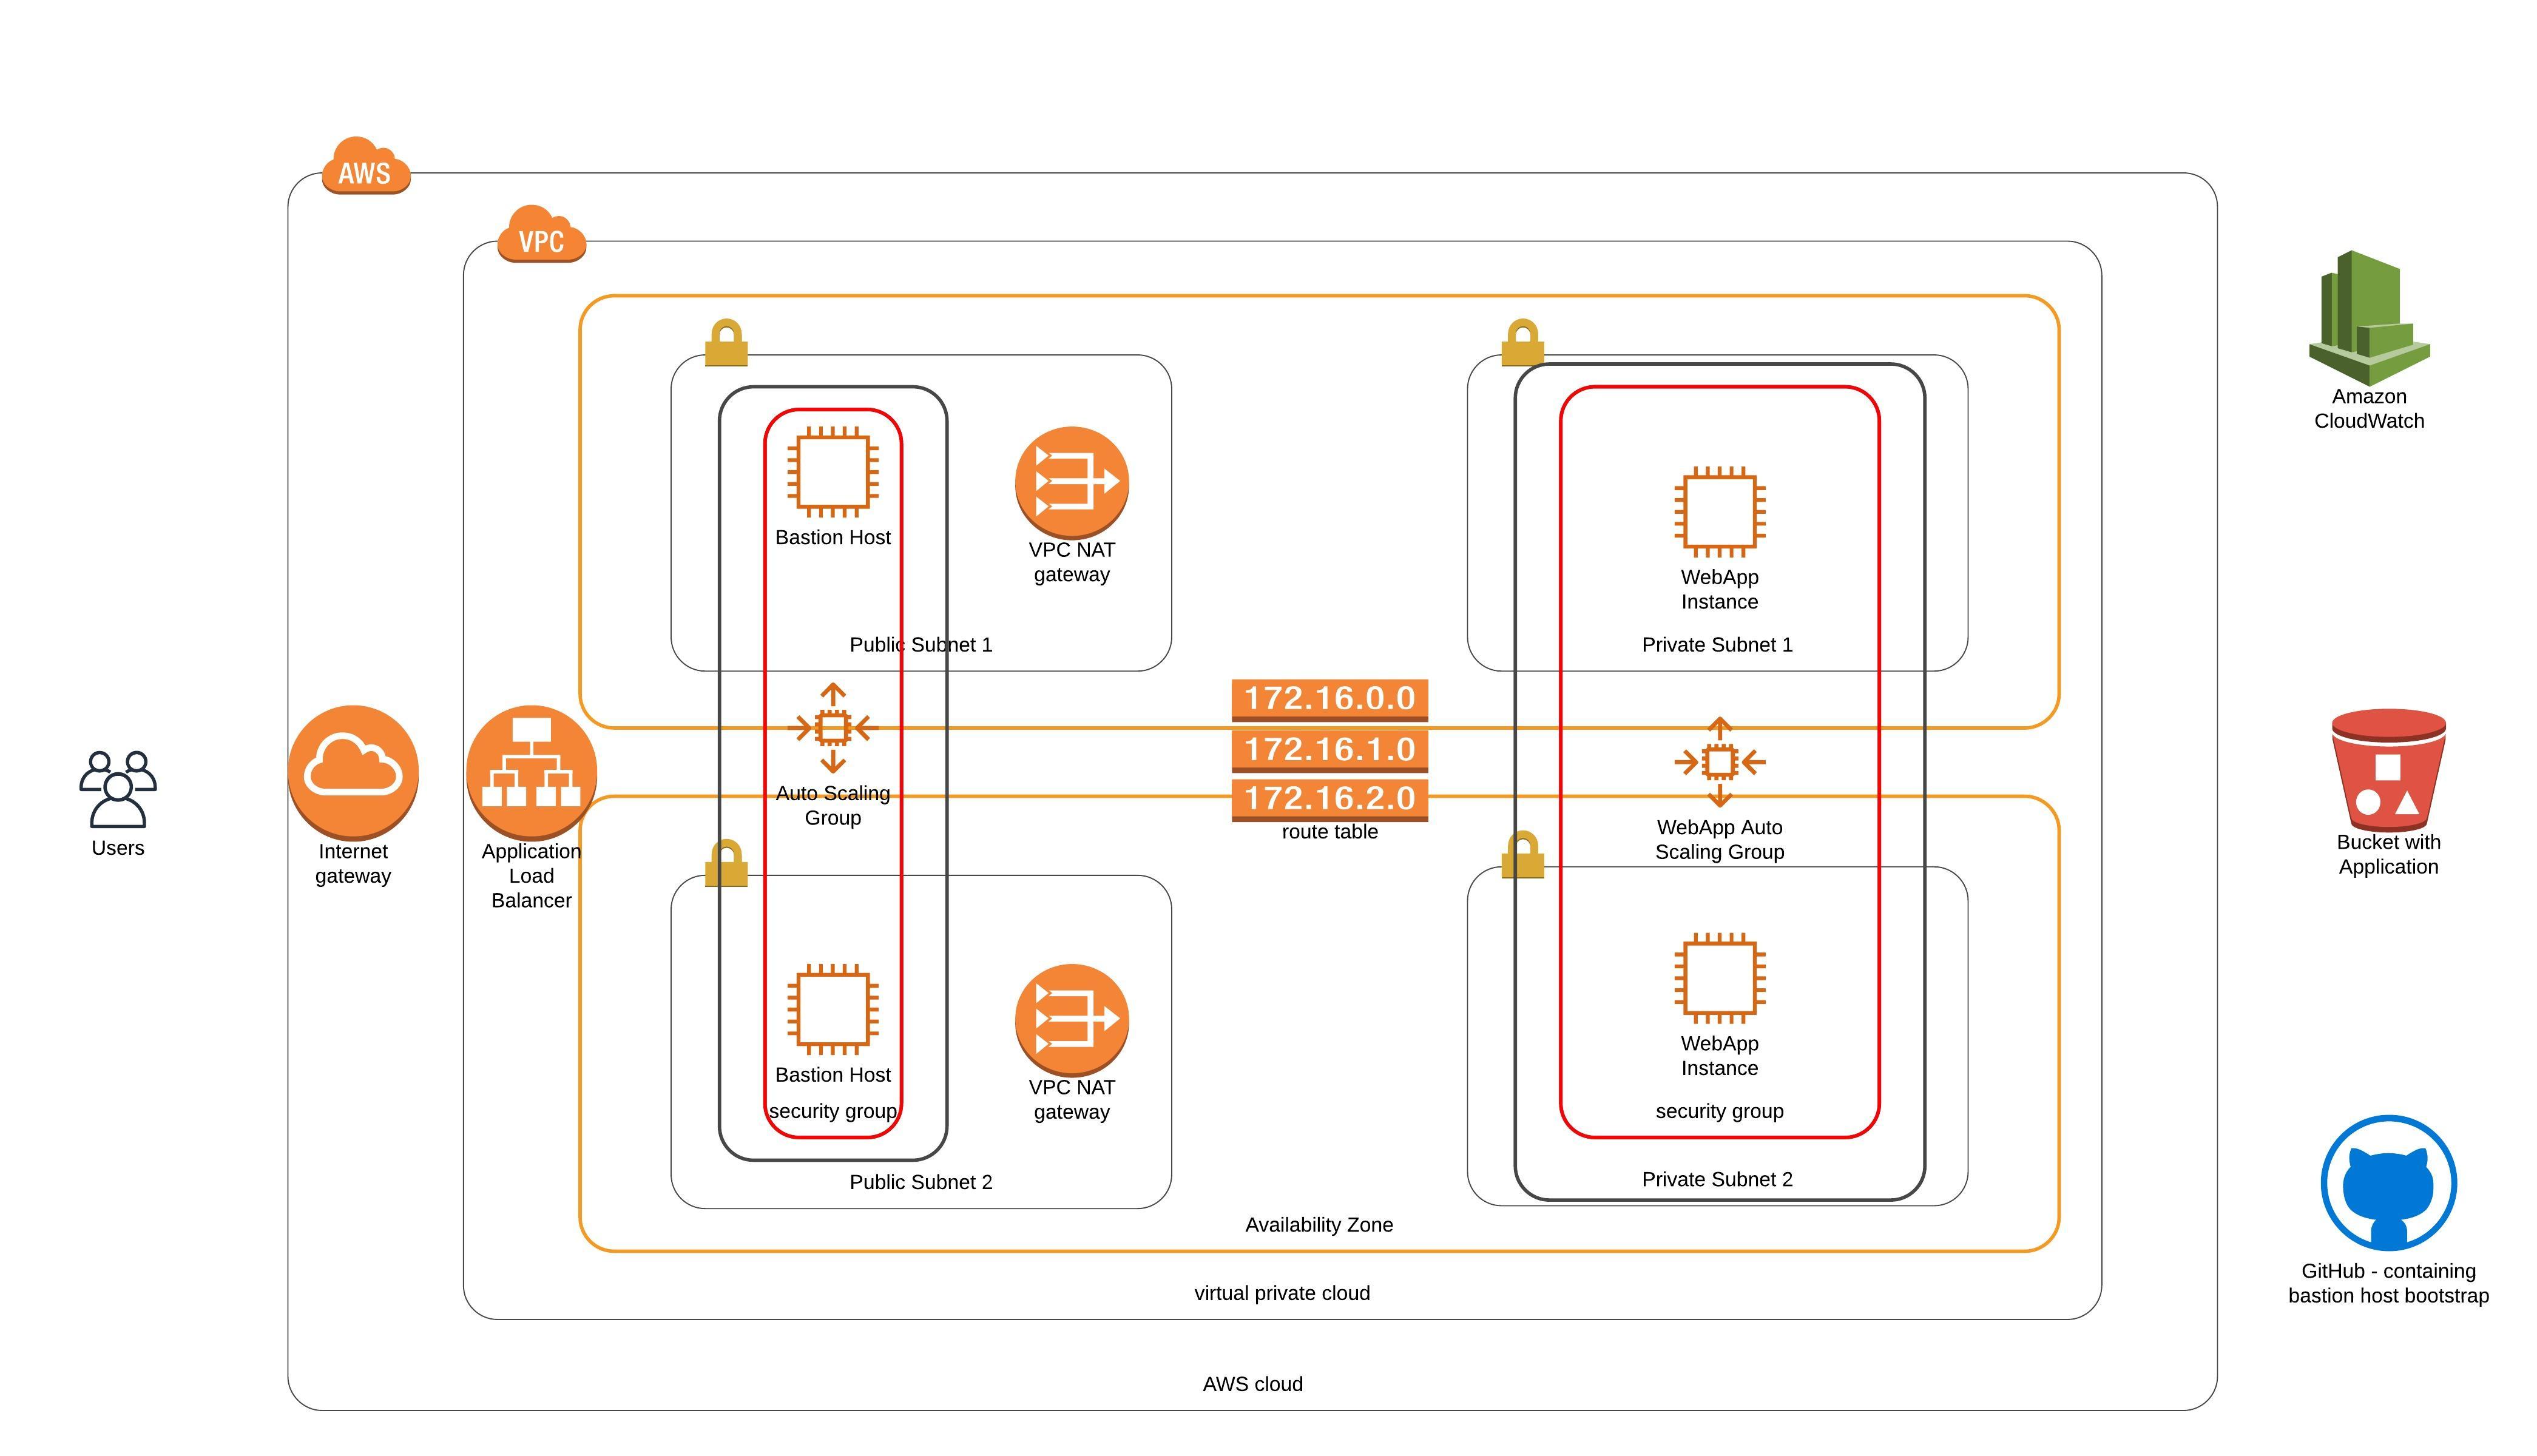 AWS
VPC
Amazon
CloudWatch
Bastion Host
VPC NAT
gateway
WebApp
Instance
Public Subnet 1
Private Subnet 1
172.16.0.0
172.16.1.0
172.16.2.0
route table
Auto Scaling
Group
WebApp Auto
Scaling Group
Users
Internet
gateway
Application
Load
Balancer
Bucket with
Application
Bastion Host
security group
VPC NAT
gateway
WebApp
Instance
security group
Public Subnet 2
Private Subnet 2
Availability Zone
GitHub - containing
bastion host bootstrap
virtual private cloud
AWS cloud